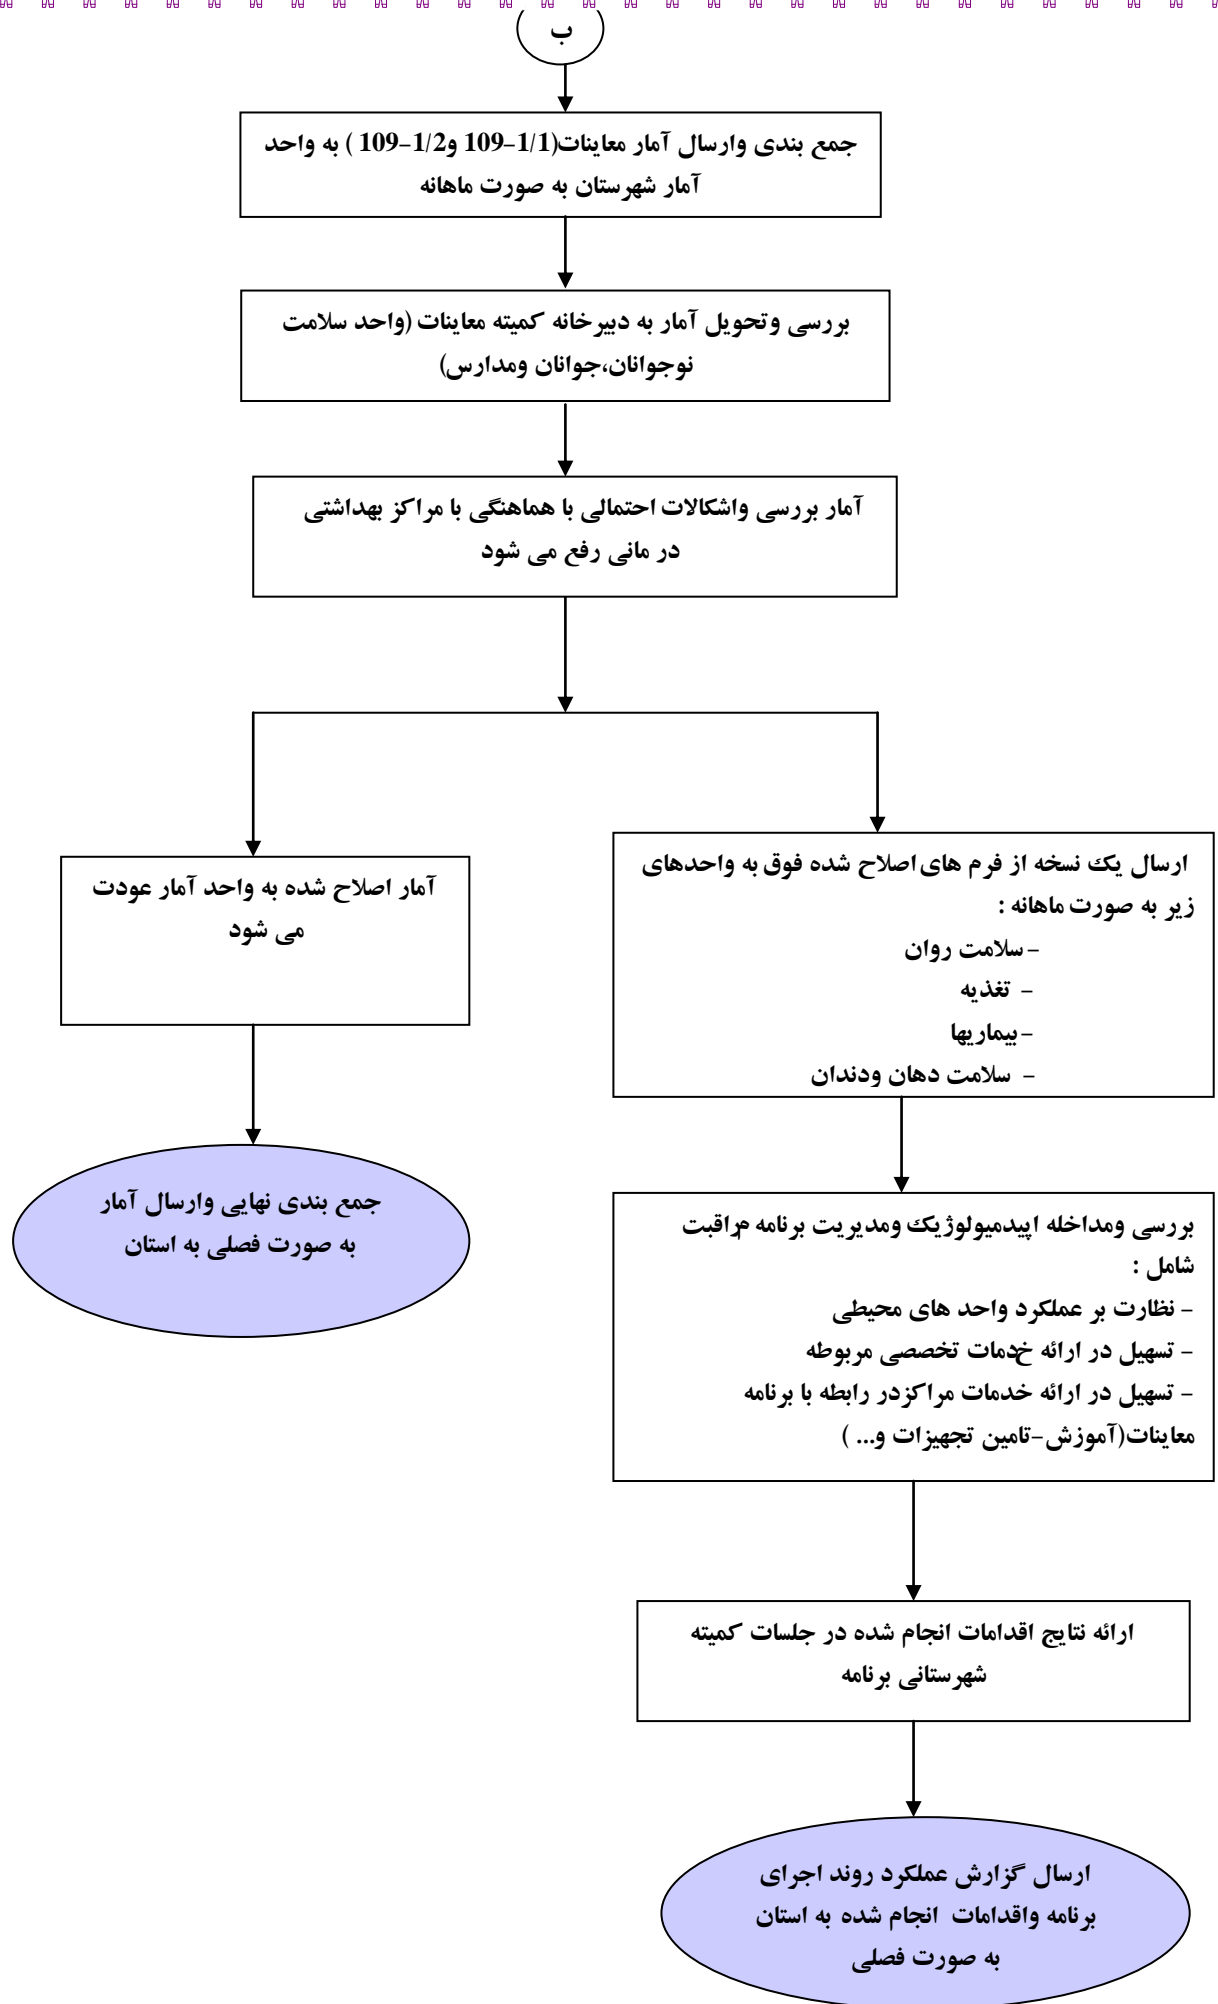 ب
جمع بندی وارسال آمار معاینات(1/1-109 و1/2-109 ) به واحد
آمار شهرستان به صورت ماهانه
بررسی وتحویل آمار به دبیرخانه کمیته معاینات (واحد سلامت
نوجوانان،جوانان ومدارس)
آمار بررسی واشکالات احتمالی با هماهنگی با مراکز بهداشتی
در مانی رفع می شود
ارسال یک نسخه از فرم های اصلاح شده فوق به واحدهای
زیر به صورت ماهانه :
- سلامت روان
- تغذیه
- بیماریها
- سلامت دهان ودندان
آمار اصلاح شده به واحد آمار عودت
می شود
جمع بندی نهایی وارسال آمار
به صورت فصلی به استان
بررسی ومداخله اپیدمیولوژیک ومدیریت برنامه مراقبت
شامل :
- نظارت بر عملکرد واحد های محیطی
- تسهیل در ارائه خدمات تخصصی مربوطه
- تسهیل در ارائه خدمات مراکزدر رابطه با برنامه
معاینات(آموزش-تامین تجهیزات و... )
ارائه نتایج اقدامات انجام شده در جلسات کمیته
شهرستانی برنامه
ارسال گزارش عملکرد روند اجرای
برنامه واقدامات انجام شده به استان
به صورت فصلی